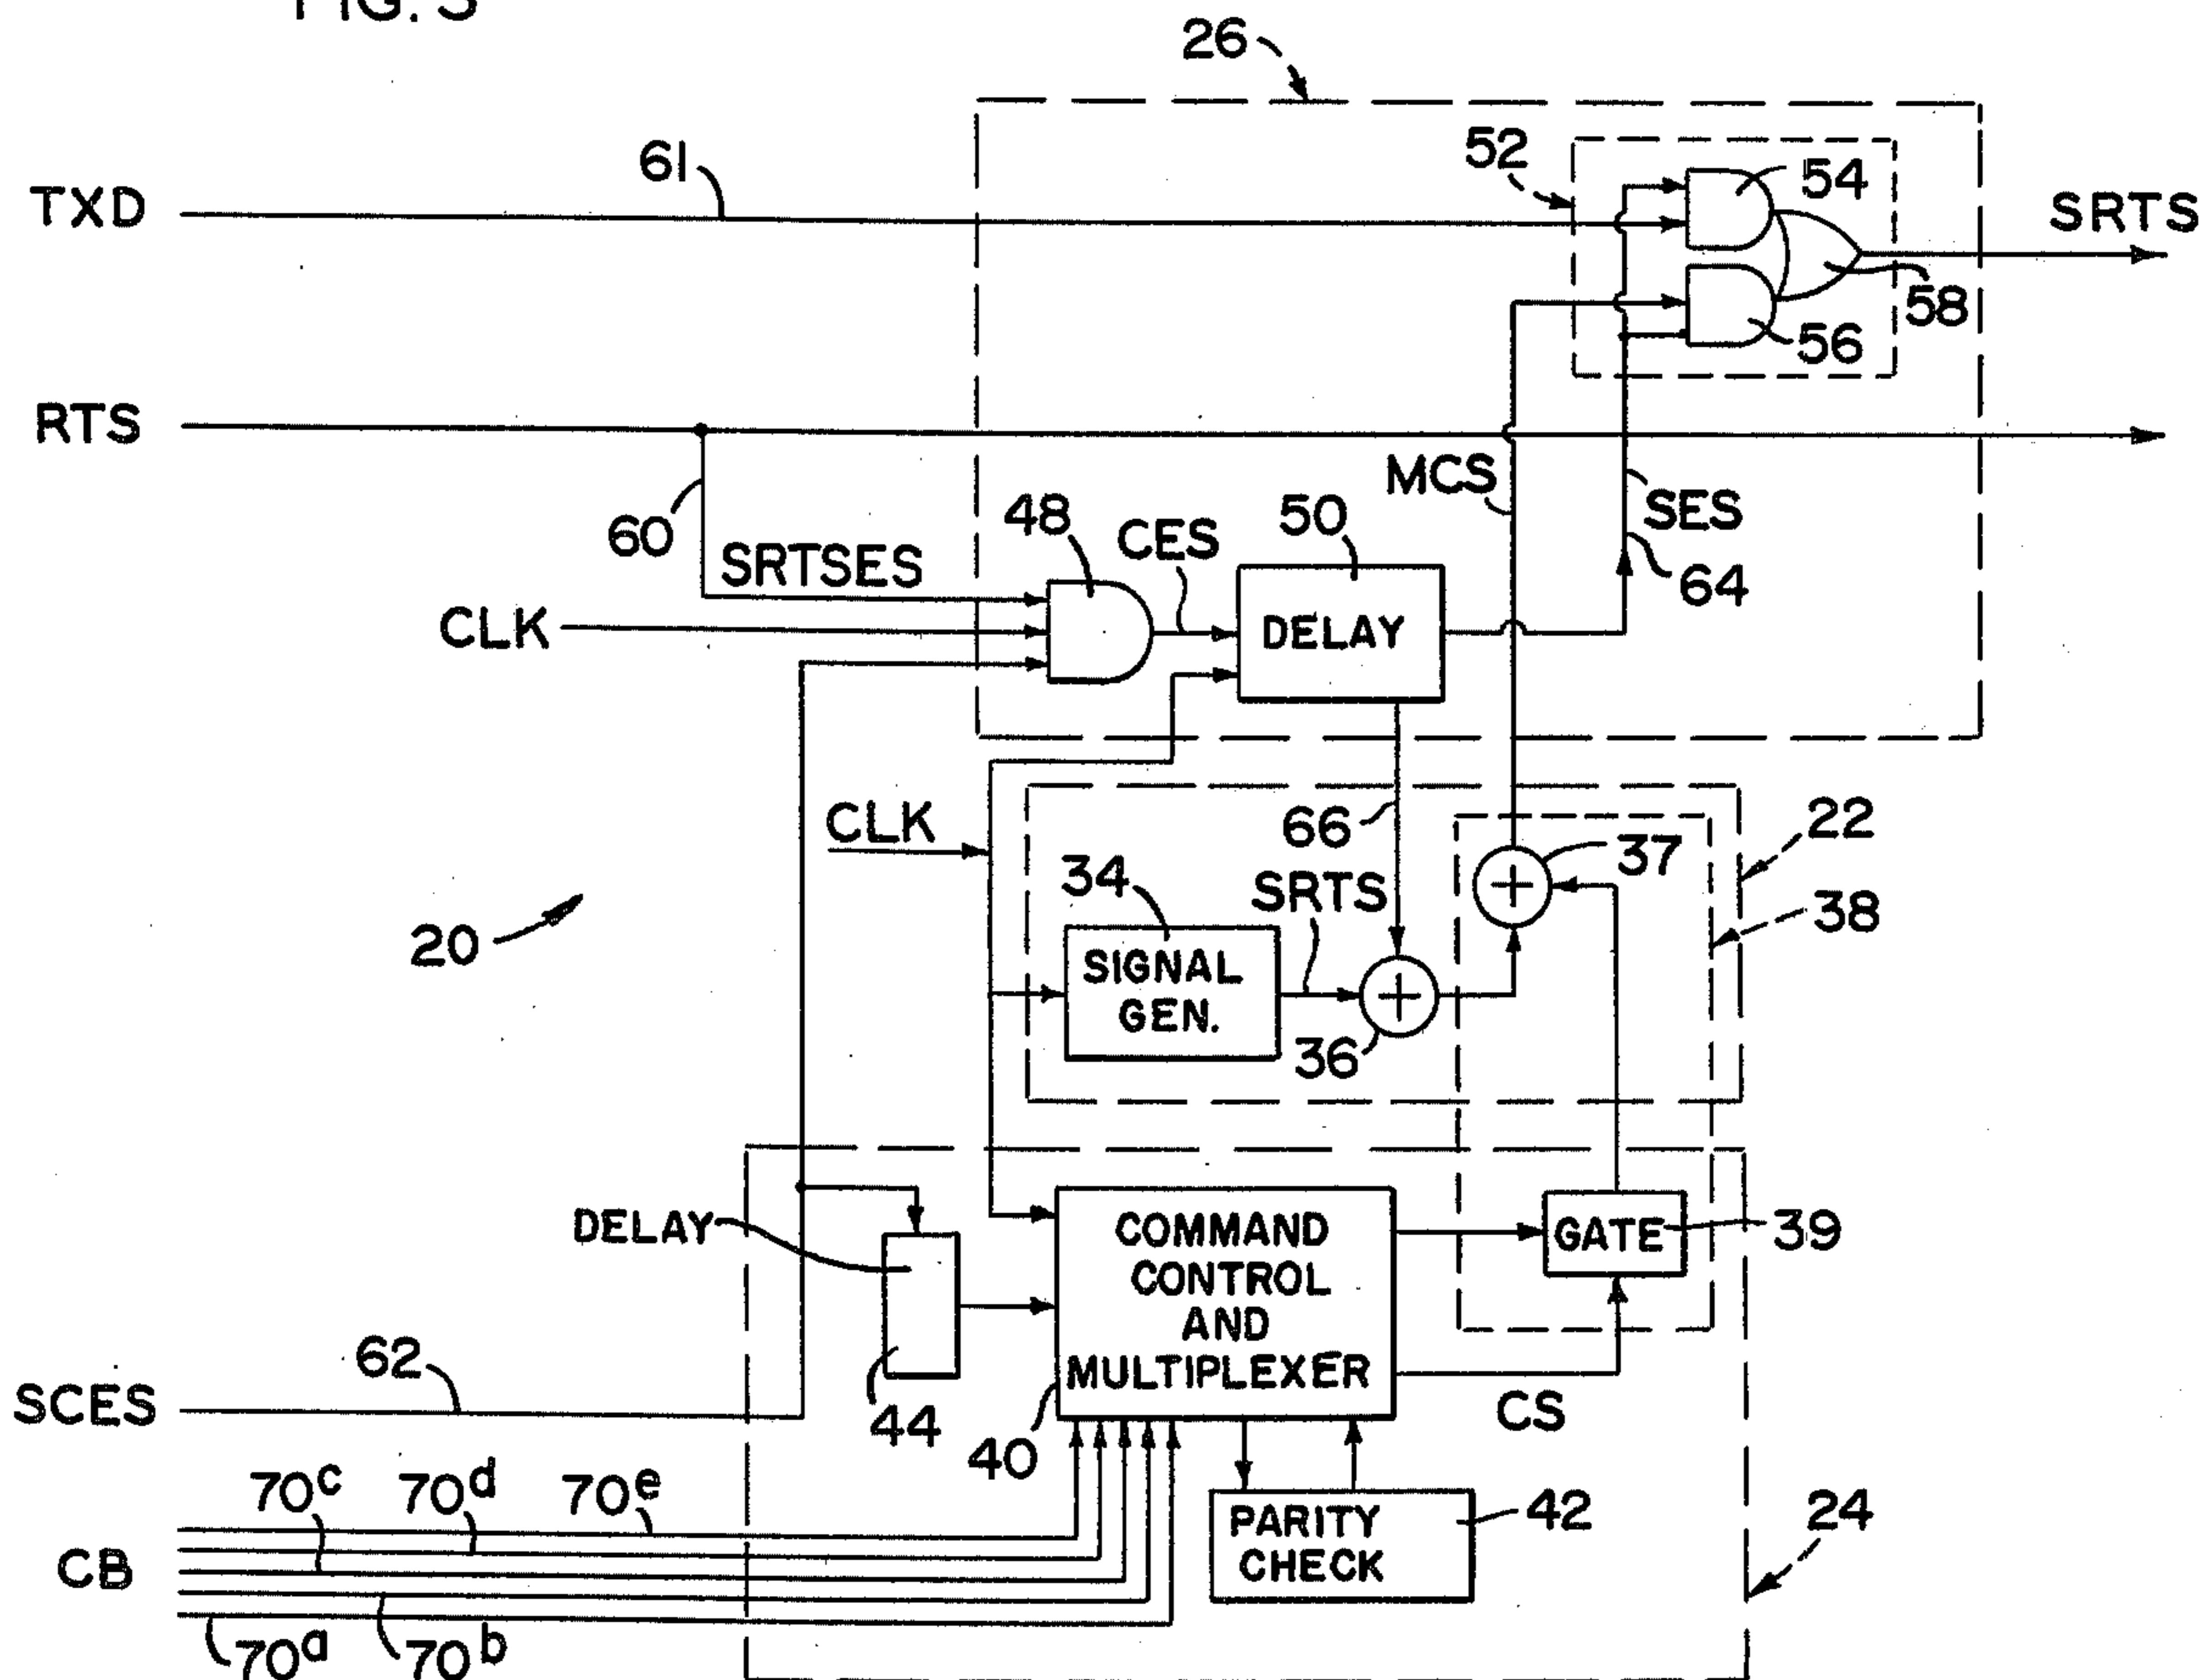 FIG. 3
26
61
52
54
TXD
SRTS
58
56
RTS
MCS
SES
60
48
CES
50
SRTSES
64
CLK
DELAY
CLK
66
22
37
34
SRTS
38
20
SIGNAL
GEN.
36
DELAY
COMMAND
CONTROL
AND
MULTIPLEXER
GATE
39
62
SCES
44
40
CS
70c
70d
70e
PARITY
CHECK
42
24
CB
70a
70b